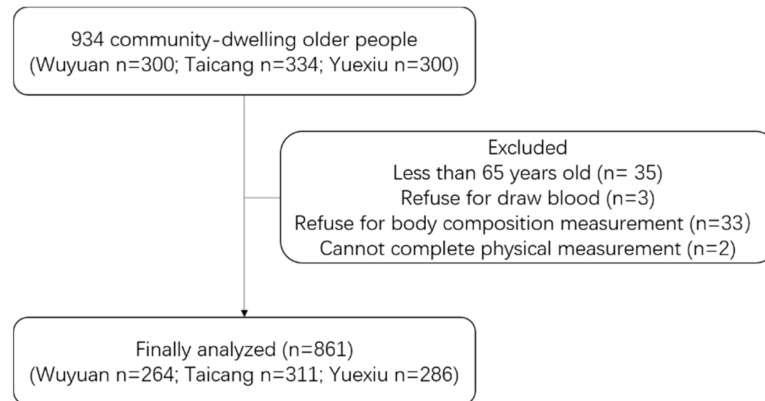 934 community-dwelling older people
(Wuyuan n=300; Taicang n=334; Yuexiu n=300)
Excluded
Less than 65 years old (n= 35)
Refuse for draw blood (n=3)
Refuse for body composition measurement (n=33)
Cannot complete physical measurement (n=2)
Finally analyzed (n=861)
(Wuyuan n=264; Taicang n=311; Yuexiu n=286)